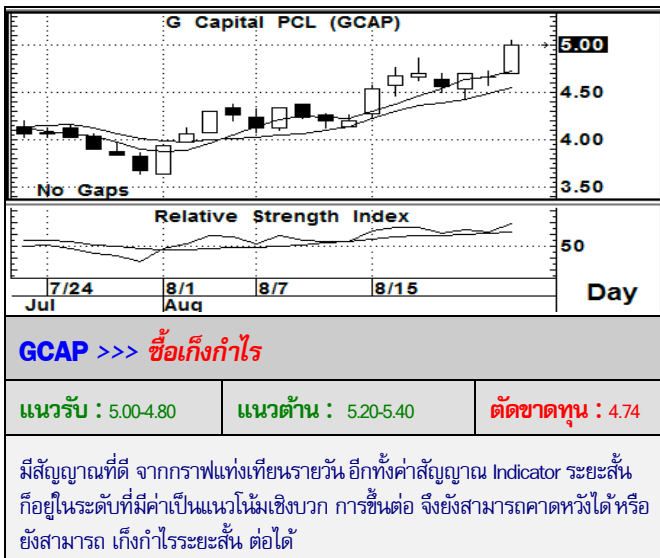 G Capital PCL (GCAP)
5.00
4.50
4.00
3.50
No Gaps
Relative Strength Index
50
7/24 8/1 8/7 8/15
Jul Aug
Day
GCAP >>> ซื้อเก็งกำไร
แนวรับ : 5.00-4.80 แนวต้าน : 5.20-5.40 ตัดขาดทุน : 4.74
มีสัญญาณที่ดี จากกราฟแท่งเทียนรายวัน อีกทั้งค่าสัญญาณ Indicator ระยะสั้น
ก็อยู่ในระดับที่มีค่าเป็นแนวโน้มเชิงบวก การขึ้นต่อ จึงยังสามารถคาดหวังได้ หรือ
ยังสามารถ เก็งกำไรระยะสั้น ต่อได้